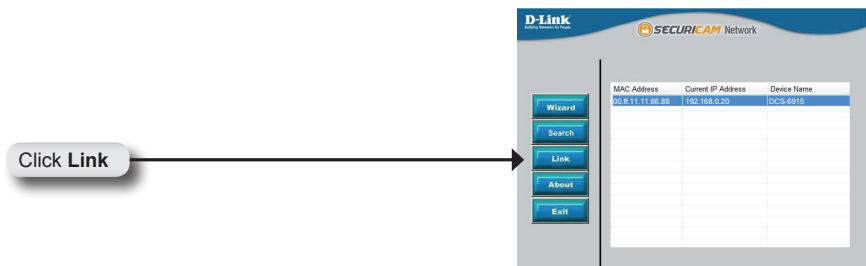 D-Link
Building Networks for People
SECURICAM Network
MAC Address Current IP Address Device Name
00.ff.11.11.66.88 192.168.0.20 DCS-6915
Wizard
Search
Click Link
Link
About
Exit